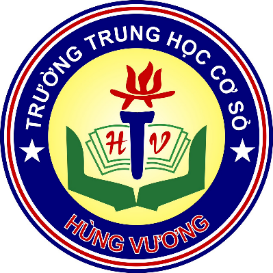 TRƯỜNG TRUNG HỌC CƠ SỞ
H V
HÙNG VƯƠNG